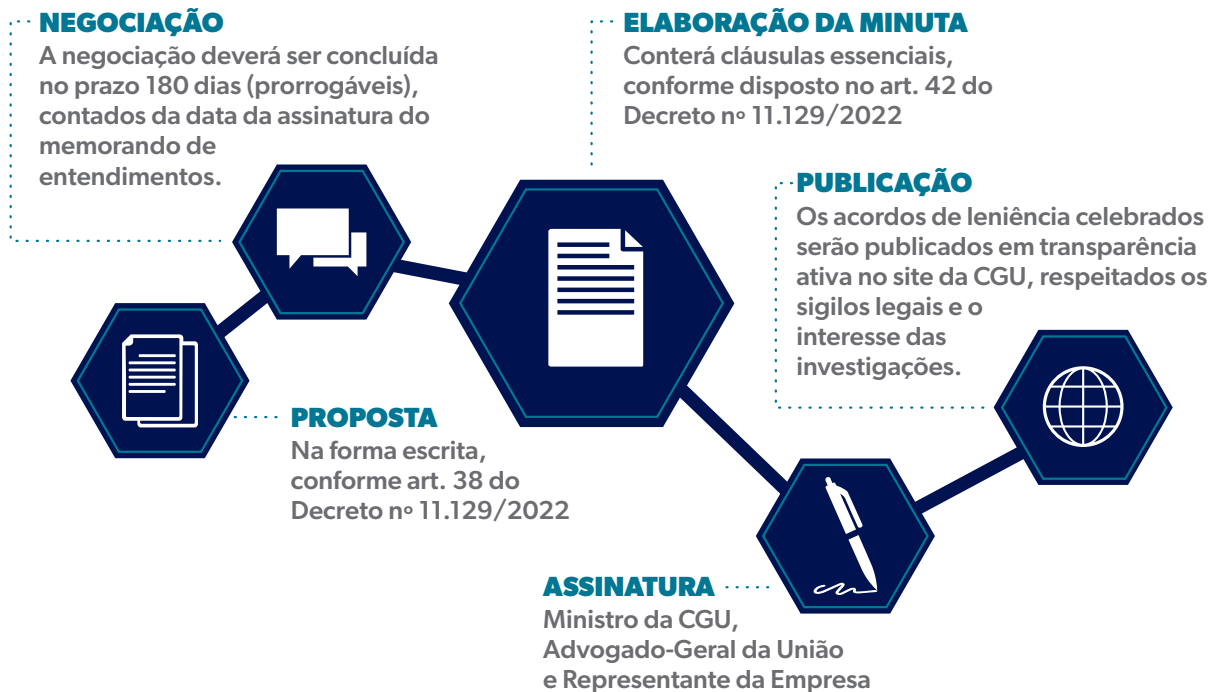 NEGOCIAÇÃO
A negociação deverá ser concluída
no prazo 180 dias (prorrogáveis),
contados da data da assinatura do
memorando de
entendimentos.
ELABORAÇÃO DA MINUTA
Conterá cláusulas essenciais,
conforme disposto no art. 42 do
Decreto nº 11.129/2022
PUBLICAÇÃO
Os acordos de leniência celebrados
serão publicados em transparência
ativa no site da CGU, respeitados os
sigilos legais e o
interesse das
investigações.
PROPOSTA
Na forma escrita,
conforme art. 38 do
Decreto nº 11.129/2022
ASSINATURA
Ministro da CGU,
Advogado-Geral da União
e Representante da Empresa